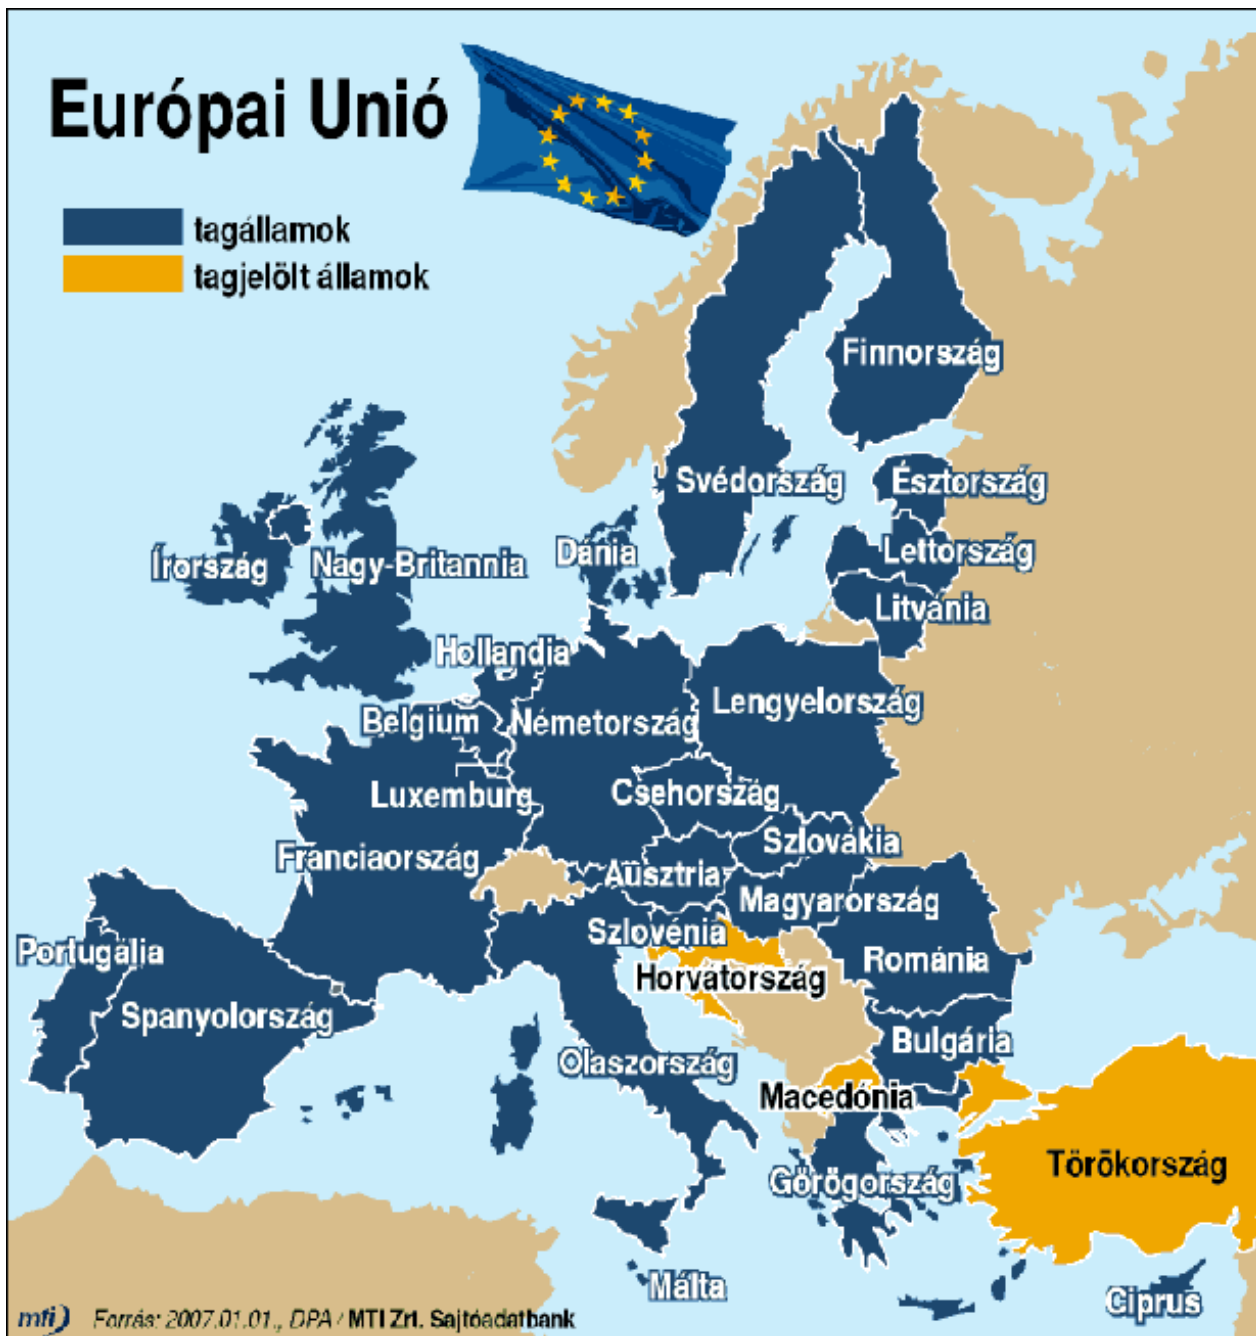 Európai Unió
tagállamok
tagjelölt államok
Finnország
Svédország
Észtország
Írország
Nagy-Britannia
Dánia
Lettország
Litvánia
Hollandia
Lengyelország
Belgium
Németország
Luxemburg
Csehország
Szlovákia
Franciaország
Ausztria
Magyarország
Szlovénia
Portugália
Románia
Horvátország
Spanyolország
Bulgária
Olaszország
Macedónia
Törökország
Görögország
Málta
Ciprus
mti Forrás: 2007.01.01., DPA / MTI Zrt. Sajtóadatbank